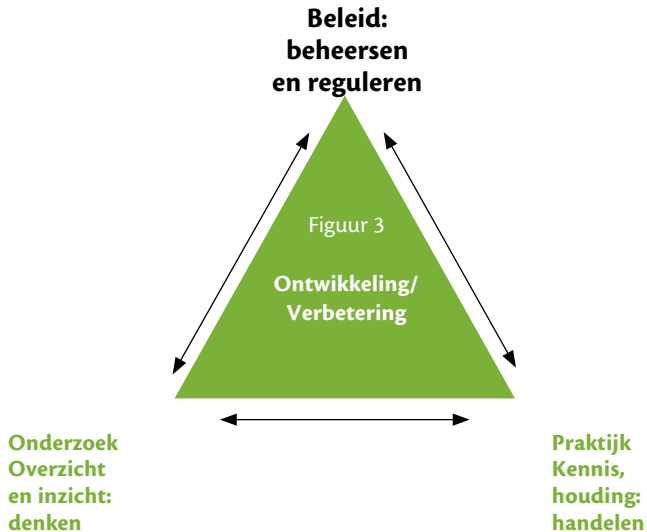 Beleid:
beheersen
en reguleren
Figuur 3
Ontwikkeling/
Verbetering
Onderzoek
Overzicht
en inzicht:
denken
Praktijk
Kennis,
houding:
handelen